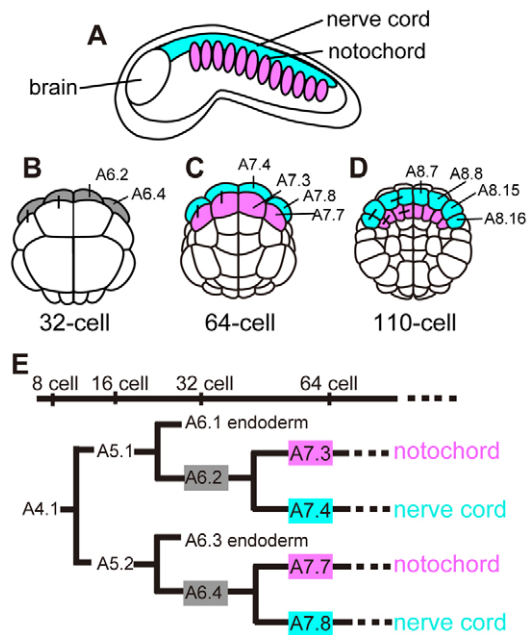 A
nerve cord
notochord
brain
B
A6.2
A6.4
32-cell
C
A7.4
A7.3
A7.8
A7.7
64-cell
D
A8.7
A8.8
A8.15
A8.16
110-cell
E
8 cell 16 cell 32 cell 64 cell
A6.1 endoderm
A5.1
A7.3 notochord
A6.2
A4.1
A7.4 nerve cord
A6.3 endoderm
A5.2
A7.7 notochord
A6.4
A7.8 nerve cord